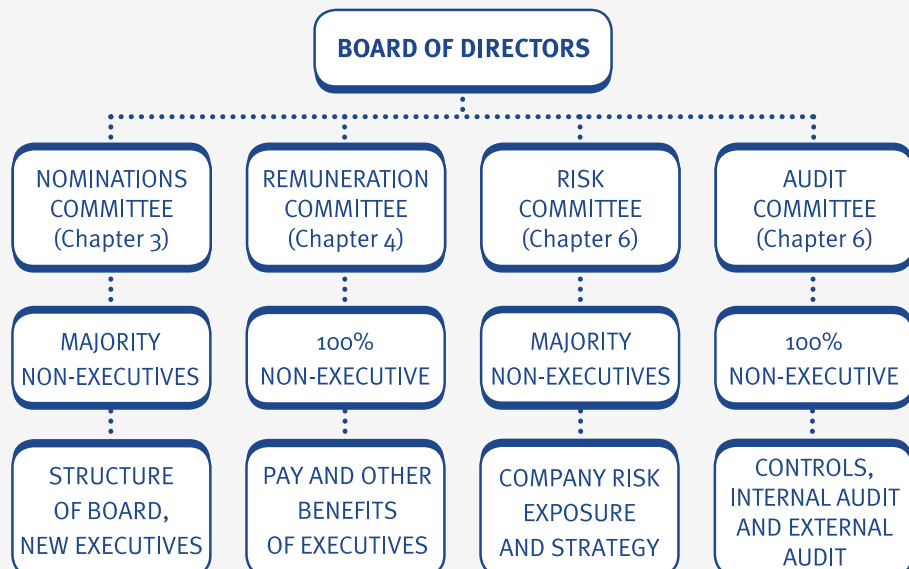 BOARD OF DIRECTORS
NOMINATIONS
COMMITTEE
(Chapter 3)
REMUNERATION
COMMITTEE
(Chapter 4)
RISK
COMMITTEE
(Chapter 6)
AUDIT
COMMITTEE
(Chapter 6)
MAJORITY
NON-EXECUTIVES
100%
NON-EXECUTIVE
MAJORITY
NON-EXECUTIVES
100%
NON-EXECUTIVE
STRUCTURE
OF BOARD,
NEW EXECUTIVES
PAY AND OTHER
BENEFITS
OF EXECUTIVES
COMPANY RISK
EXPOSURE
AND STRATEGY
CONTROLS,
INTERNAL AUDIT
AND EXTERNAL
AUDIT